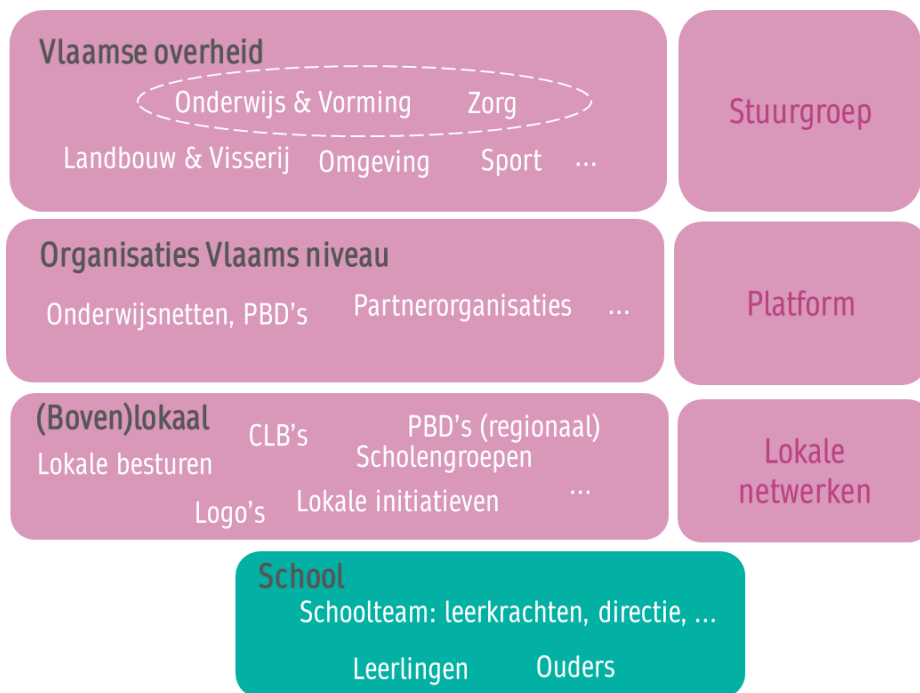 Vlaamse overheid
Onderwijs & Vorming Zorg
Landbouw & Visserij Omgeving Sport ...
Stuurgroep
Organisaties Vlaams niveau
Onderwijsnetten, PBD's Partnerorganisaties ...
Platform
(Boven)lokaal
CLB's PBD's (regionaal)
Lokale besturen Scholengroepen
Logo's Lokale initiatieven ...
Lokale
netwerken
School
Schoolteam: leerkrachten, directie, ...
Leerlingen Ouders